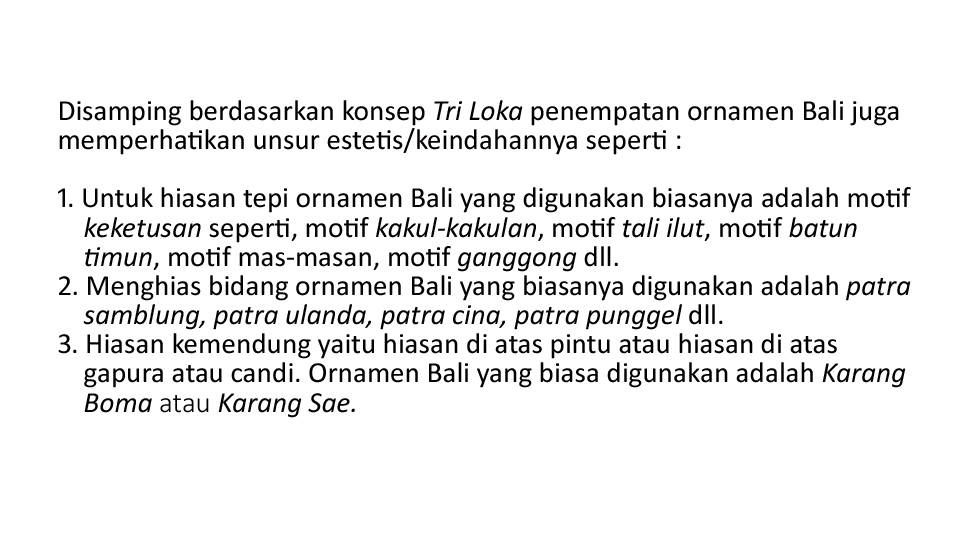 Disamping berdasarkan konsep Tri Loka penempatan ornamen Bali juga
memperhatikan unsur estetis/keindahannya seperti :
1. Untuk hiasan tepi ornamen Bali yang digunakan biasanya adalah motif
keketusan seperti, motif kakul-kakulan, motif tali ilut, motif batun
timun, motif mas-masan, motif ganggong dll.
2. Menghias bidang ornamen Bali yang biasanya digunakan adalah patra
samblung, patra ulanda, patra cina, patra punggel dll.
3. Hiasan kemendung yaitu hiasan di atas pintu atau hiasan di atas
gapura atau candi. Ornamen Bali yang biasa digunakan adalah Karang
Boma atau Karang Sae.